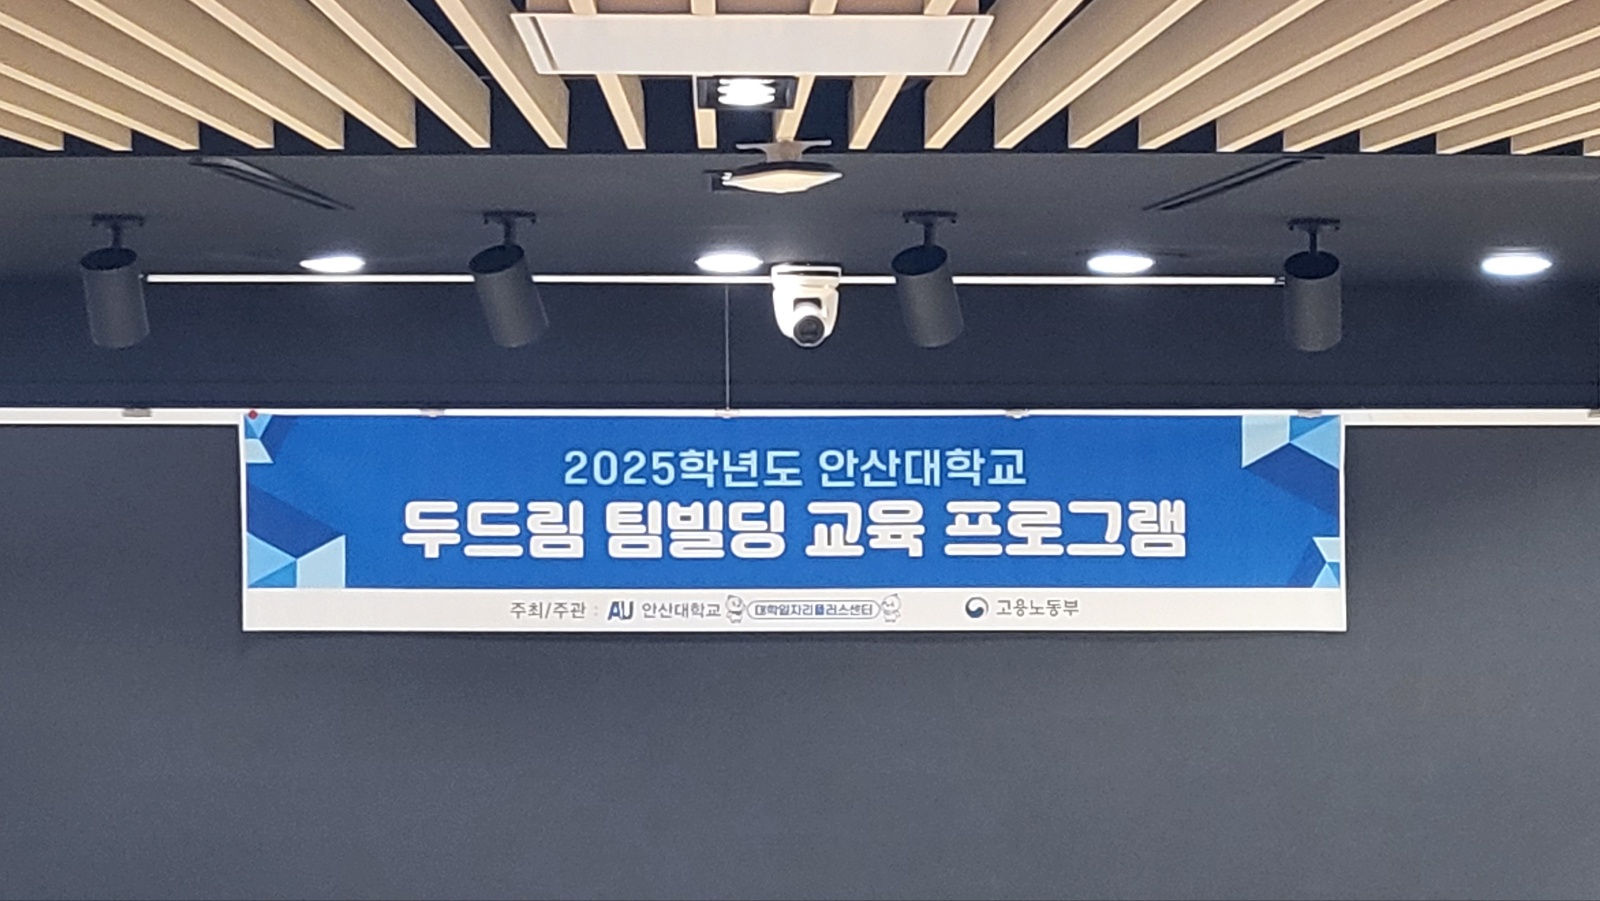 2025학년도 안산대학교
두드림 팀빌딩 교육 프로그램
주최/주관 : AU 안산대학교 대학일자리플러스센터 고용노동부